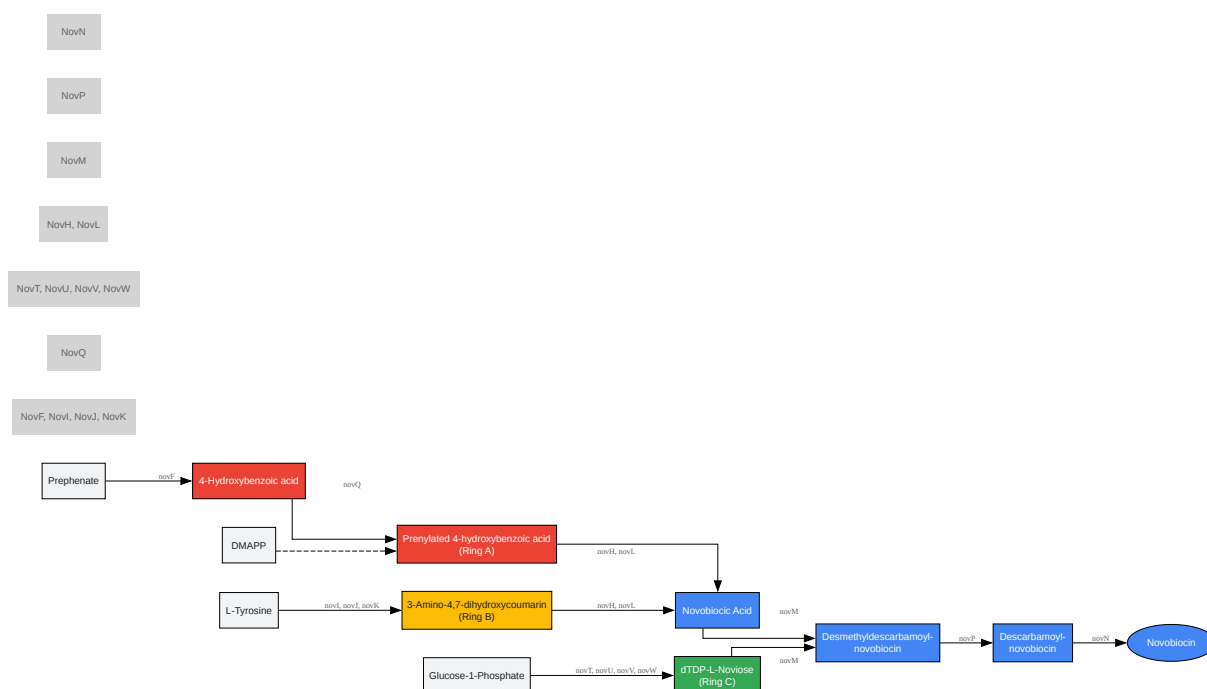 NovN
NovP
NovM
NovH, NovL
NovT, NovU, NovV, NovW
NovQ
NovF, NovI, NovJ, NovK
Prephenate
novF
4-Hydroxybenzoic acid
novQ
DMAPP
Prenylated 4-hydroxybenzoic acid
(Ring A)
novH, novL
L-Tyrosine
novI, novJ, novK
3-Amino-4,7-dihydroxycoumarin
(Ring B)
novH, novL
Novobiocic Acid
novM
Desmethyldescarbamoyl-
novobiocin
novP
Descarbamoyl-
novobiocin
novN
Novobiocin
Glucose-1-Phosphate
novT, novU, novV, novW
dTDP-L-Noviose
(Ring C)
novM